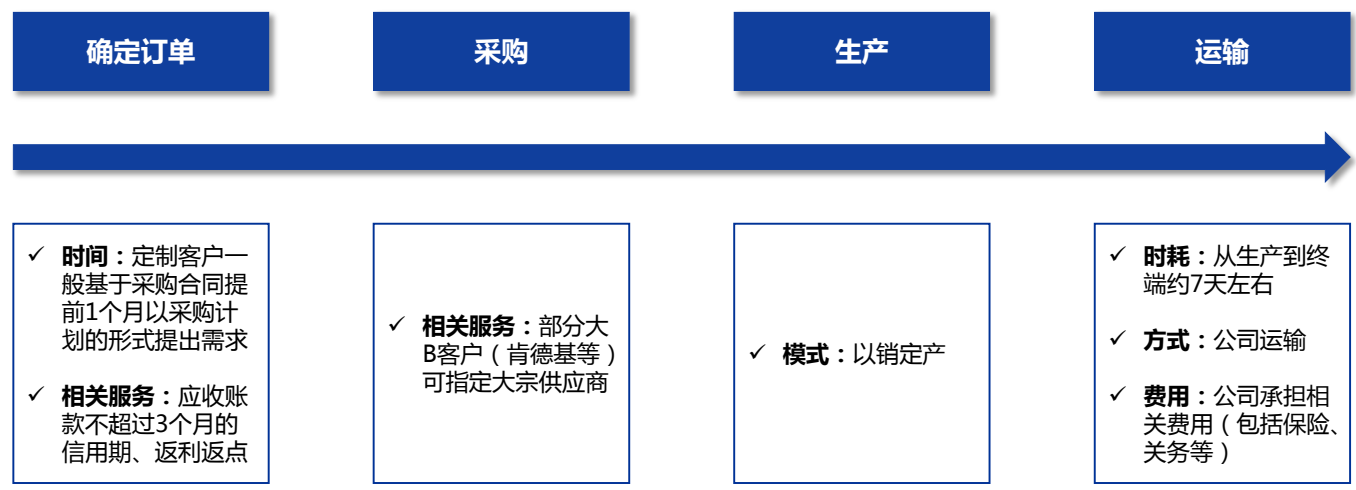 确定订单
采购
生产
运输
✓ 时间：定制客户一
般基于采购合同提
前1个月以采购计
划的形式提出需求
✓ 相关服务：应收账
款不超过3个月的
信用期、返利返点
✓ 相关服务：部分大
B客户（肯德基等）
可指定大宗供应商
✓ 模式：以销定产
✓ 时耗：从生产到终
端约7天左右
✓ 方式：公司运输
✓ 费用：公司承担相
关费用（包括保险、
关务等）